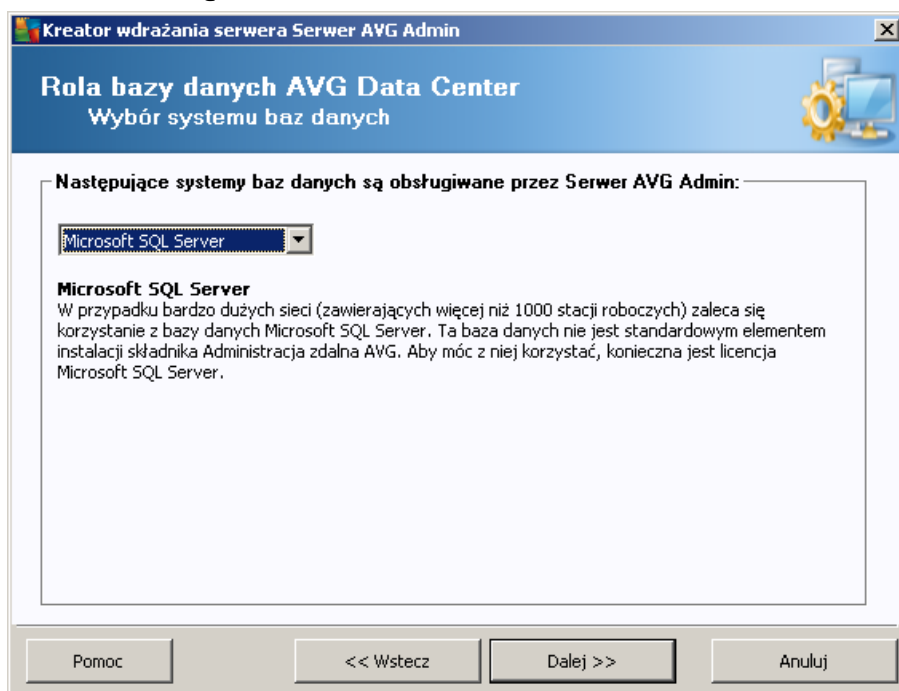 Kreator wdrażania serwera Serwer AVG Admin
Rola bazy danych AVG Data Center
Wybór systemu baz danych
Następujące systemy baz danych są obsługiwane przez Serwer AVG Admin:
Microsoft SQL Server
Microsoft SQL Server
W przypadku bardzo dużych sieci (zawierających więcej niż 1000 stacji roboczych) zaleca się
korzystanie z bazy danych Microsoft SQL Server. Ta baza danych nie jest standardowym elementem
instalacji składnika Administracja zdalna AVG. Aby móc z niej korzystać, konieczna jest licencja
Microsoft SQL Server.
Pomoc
<< Wstecz
Dalej >>
Anuluj